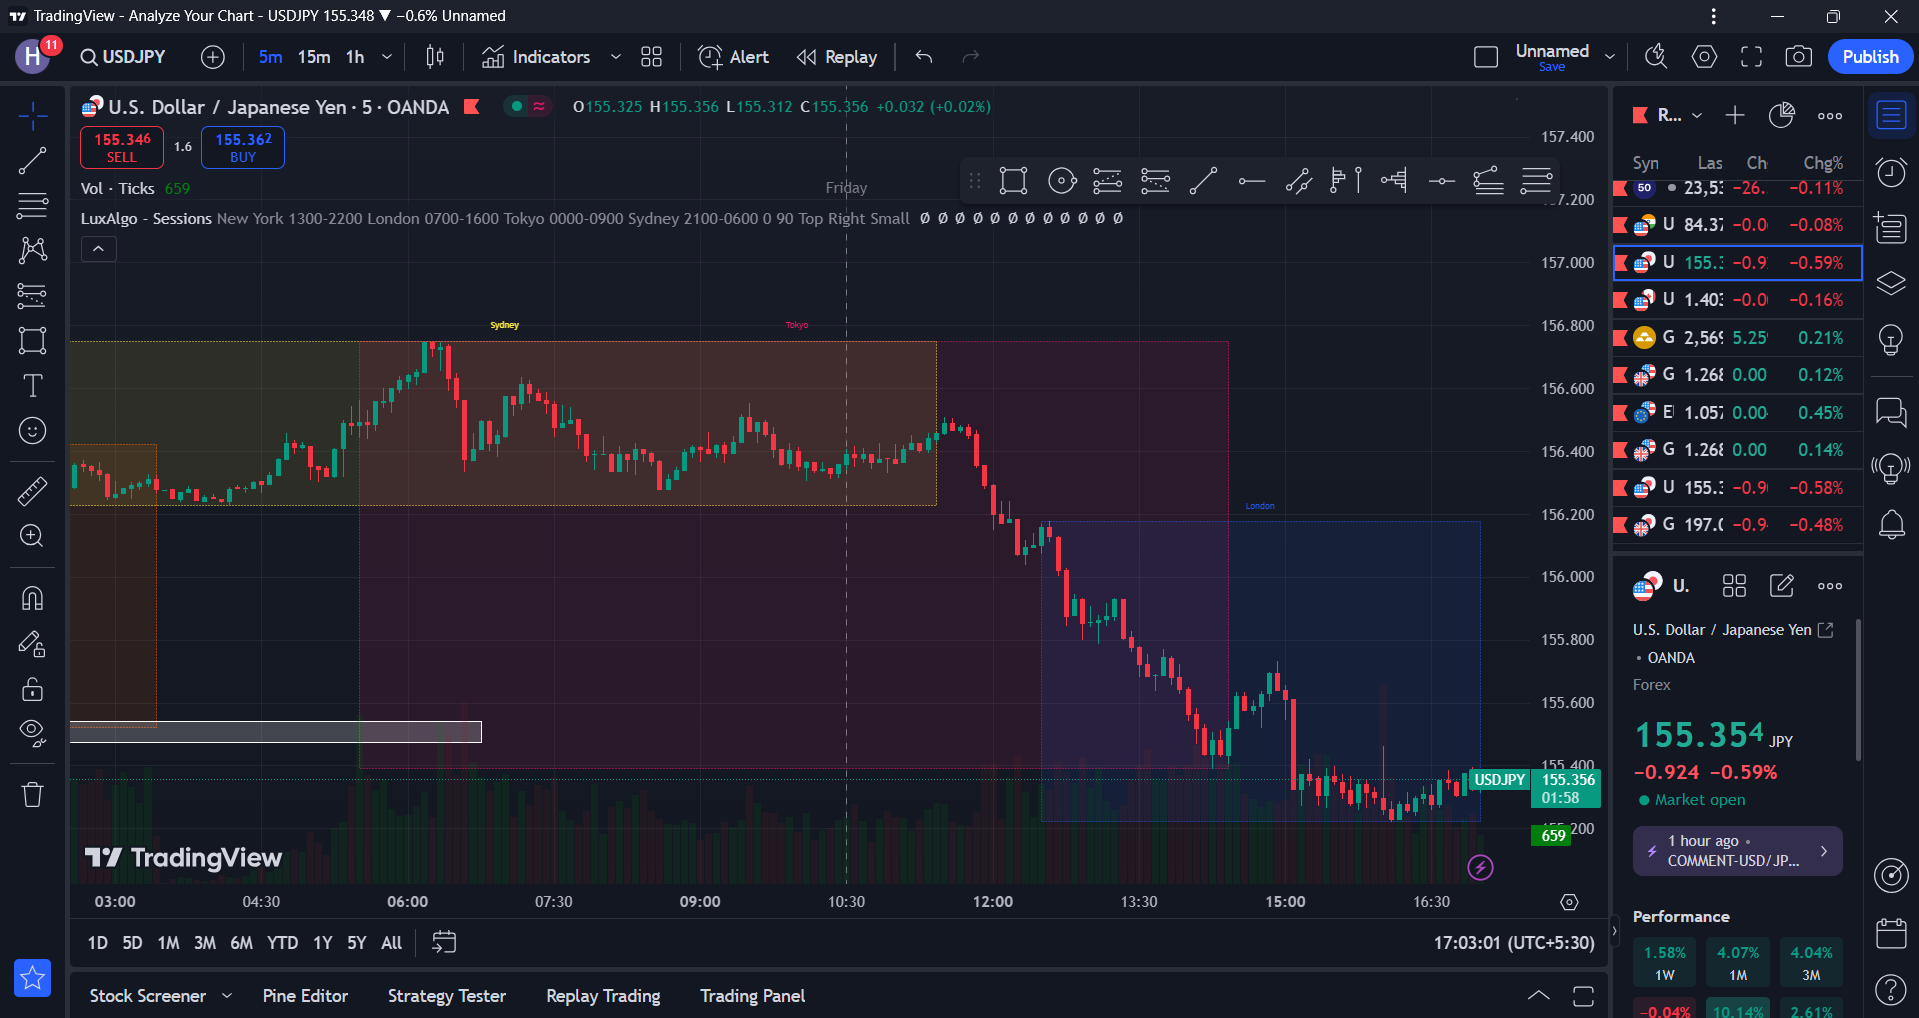 TradingView - Analyze Your Chart - USDJPY 155.348 ▼ −0.6% Unnamed
H 11 USDJPY 5m 15m 1h Indicators Alert Replay Unnamed Save Publish
U.S. Dollar / Japanese Yen · 5 · OANDA O155.325 H155.356 L155.312 C155.356 +0.032 (+0.02%)
155.346 SELL 1.6 155.362 BUY
Vol · Ticks 659
LuxAlgo - Sessions New York 1300-2200 London 0700-1600 Tokyo 0000-0900 Sydney 2100-0600 0 90 Top Right Small Ø Ø Ø Ø Ø Ø Ø Ø Ø Ø Ø Ø
Friday
Sydney
Tokyo
London
157.400
157.200
157.000
156.800
156.600
156.400
156.200
156.000
155.800
155.600
155.400
USDJPY 155.356
01:58
155.200
659
TradingView
03:00 04:30 06:00 07:30 09:00 10:30 12:00 13:30 15:00 16:30
1D 5D 1M 3M 6M YTD 1Y 5Y All 17:03:01 (UTC+5:30)
Stock Screener Pine Editor Strategy Tester Replay Trading Trading Panel
R...
Syn Las Ch Chg%
50 23,53 −26. −0.11%
U 84.37 −0.0 −0.08%
U 155.3 −0.9 −0.59%
U 1.403 −0.0 −0.16%
G 2,569 5.25 0.21%
G 1.268 0.00 0.12%
E 1.057 0.00 0.45%
G 1.268 0.00 0.14%
U 155.3 −0.9 −0.58%
G 197.0 −0.9 −0.48%
U.
U.S. Dollar / Japanese Yen
• OANDA
Forex
155.354 JPY
−0.924 −0.59%
Market open
1 hour ago •
COMMENT-USD/JP...
Performance
1.58% 4.07% 4.04%
1W 1M 3M
−0.04% 10.14% 2.61%